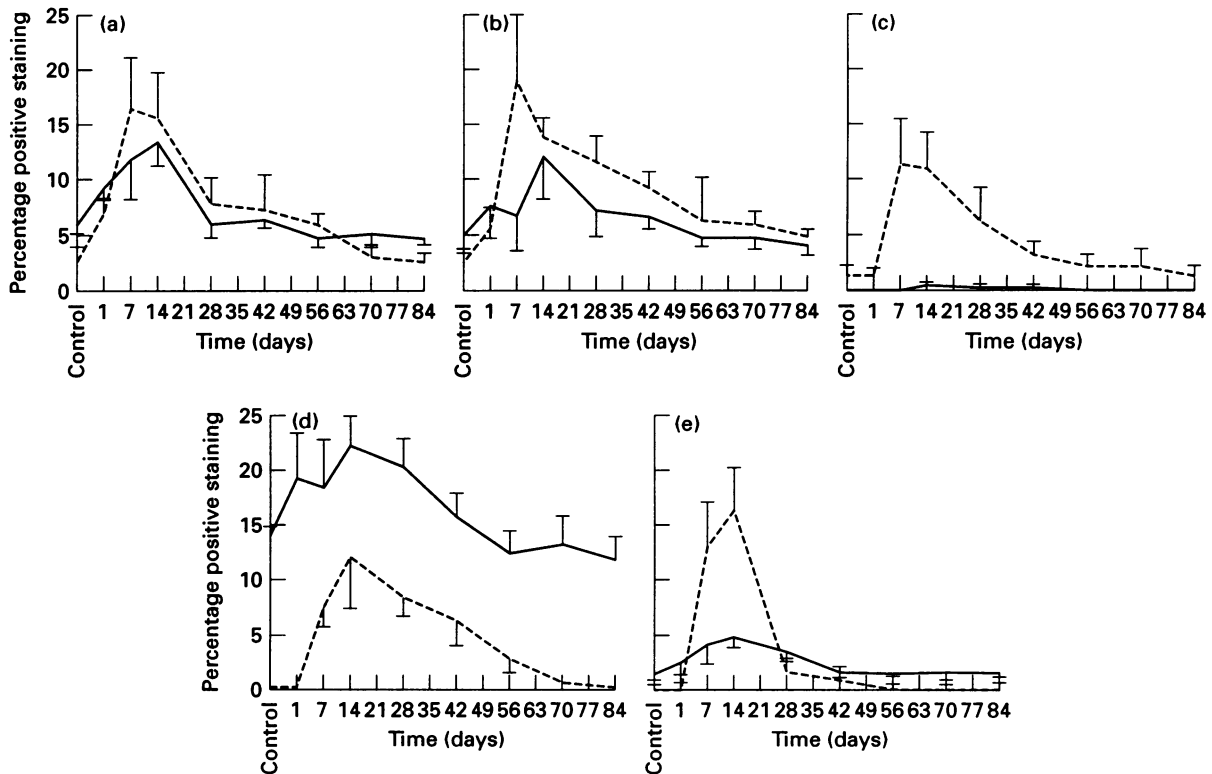 (a)
Percentage positive staining
25
20
15
10
5
0
Control 1 7 14 21 28 35 42 49 56 63 70 77 84
Time (days)
(b)
Control 1 7 14 21 28 35 42 49 56 63 70 77 84
Time (days)
(c)
Control 1 7 14 21 28 35 42 49 56 63 70 77 84
Time (days)
(d)
Percentage positive staining
25
20
15
10
5
0
Control 1 7 14 21 28 35 42 49 56 63 70 77 84
Time (days)
(e)
Control 1 7 14 21 28 35 42 49 56 63 70 77 84
Time (days)